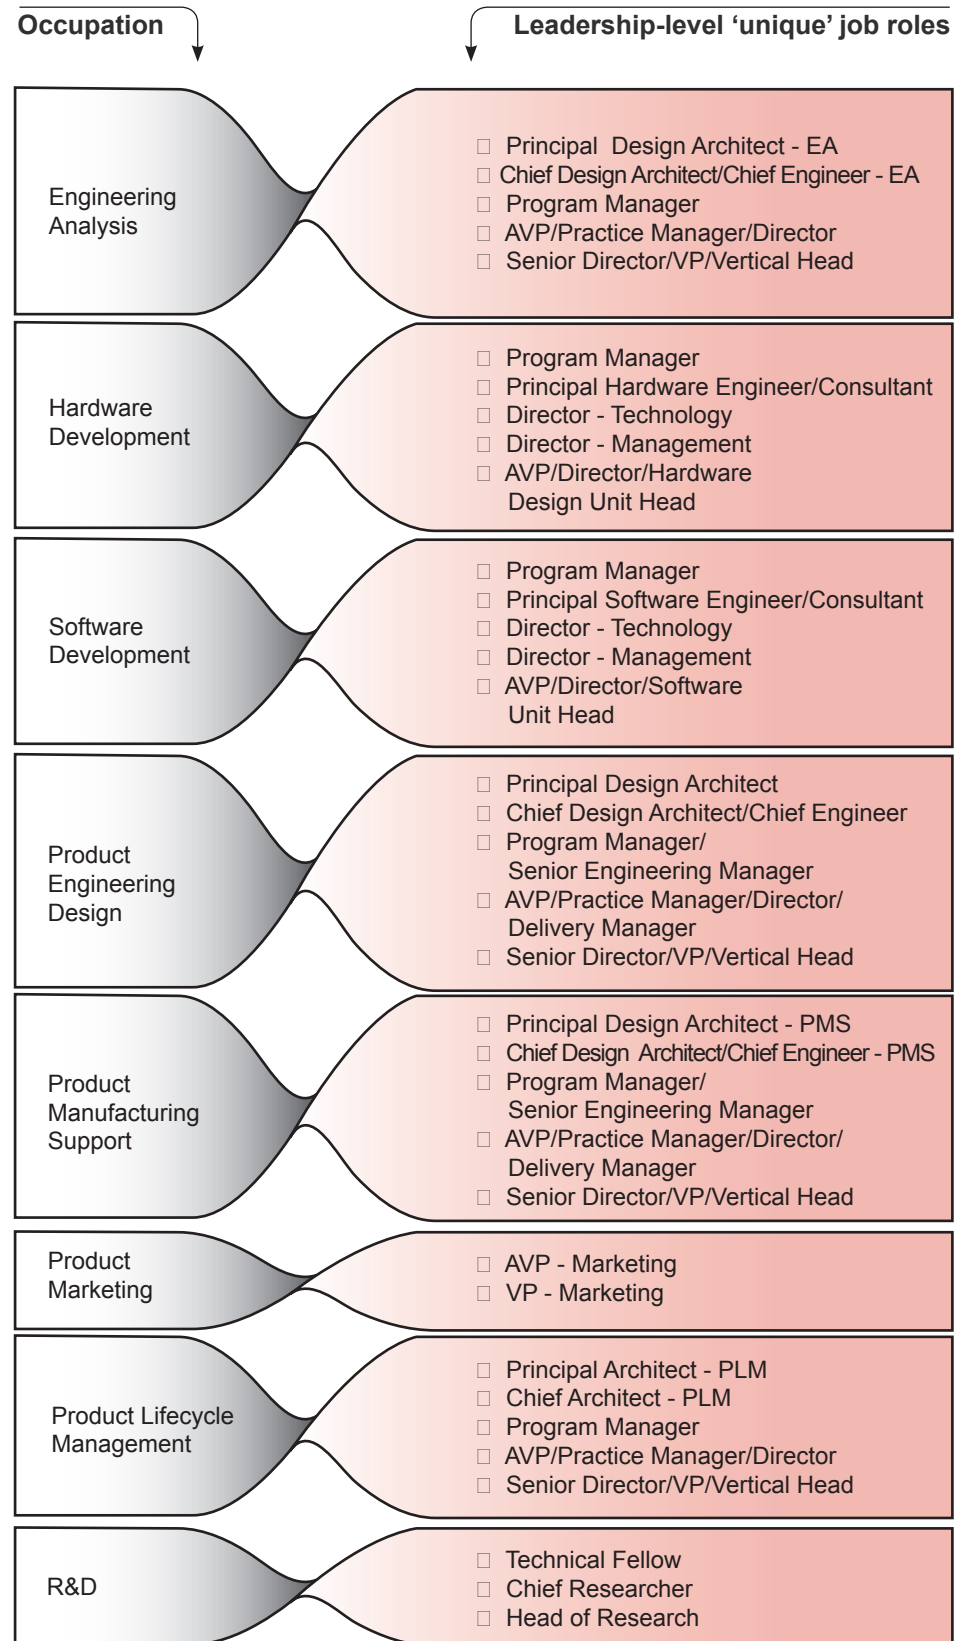 Occupation
Leadership-level ‘unique’ job roles
Engineering
Analysis
Principal Design Architect - EA
Chief Design Architect/Chief Engineer - EA
Program Manager
AVP/Practice Manager/Director
Senior Director/VP/Vertical Head
Hardware
Development
Program Manager
Principal Hardware Engineer/Consultant
Director - Technology
Director - Management
AVP/Director/Hardware
Design Unit Head
Software
Development
Program Manager
Principal Software Engineer/Consultant
Director - Technology
Director - Management
AVP/Director/Software
Unit Head
Product
Engineering
Design
Principal Design Architect
Chief Design Architect/Chief Engineer
Program Manager/
Senior Engineering Manager
AVP/Practice Manager/Director/
Delivery Manager
Senior Director/VP/Vertical Head
Product
Manufacturing
Support
Principal Design Architect - PMS
Chief Design Architect/Chief Engineer - PMS
Program Manager/
Senior Engineering Manager
AVP/Practice Manager/Director/
Delivery Manager
Senior Director/VP/Vertical Head
Product
Marketing
AVP - Marketing
VP - Marketing
Product Lifecycle
Management
Principal Architect - PLM
Chief Architect - PLM
Program Manager
AVP/Practice Manager/Director
Senior Director/VP/Vertical Head
R&D
Technical Fellow
Chief Researcher
Head of Research